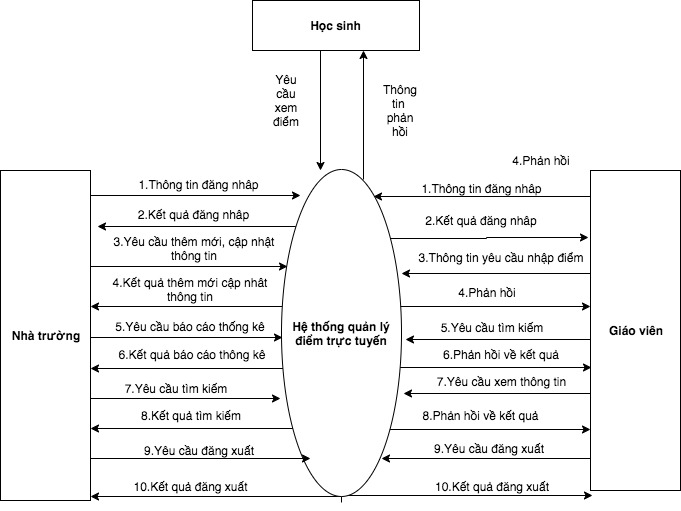 Học sinh
Yêu
cầu
xem
điểm
Thông
tin
phản
hồi
4.Phản hồi
1.Thông tin đăng nhâp
2.Kết quả đăng nhâp
3.Yêu cầu thêm mới, cập nhật
thông tin
4.Kết quả thêm mới cập nhât
thông tin
5.Yêu cầu báo cáo thống kê
6.Kết quả báo cáo thông kê
7.Yêu cầu tìm kiếm
8.Kết quả tìm kiếm
9.Yêu cầu đăng xuất
10.Kết quả đăng xuất
Nhà trường
Hệ thống quản lý
điểm trực tuyến
1.Thông tin đăng nhâp
2.Kết quả đăng nhâp
3.Thông tin yêu cầu nhập điểm
4.Phản hồi
5.Yêu cầu tìm kiếm
6.Phản hồi về kết quả
7.Yêu cầu xem thông tin
8.Phản hồi về kết quả
9.Yêu cầu đăng xuất
10.Kết quả đăng xuất
Giáo viên